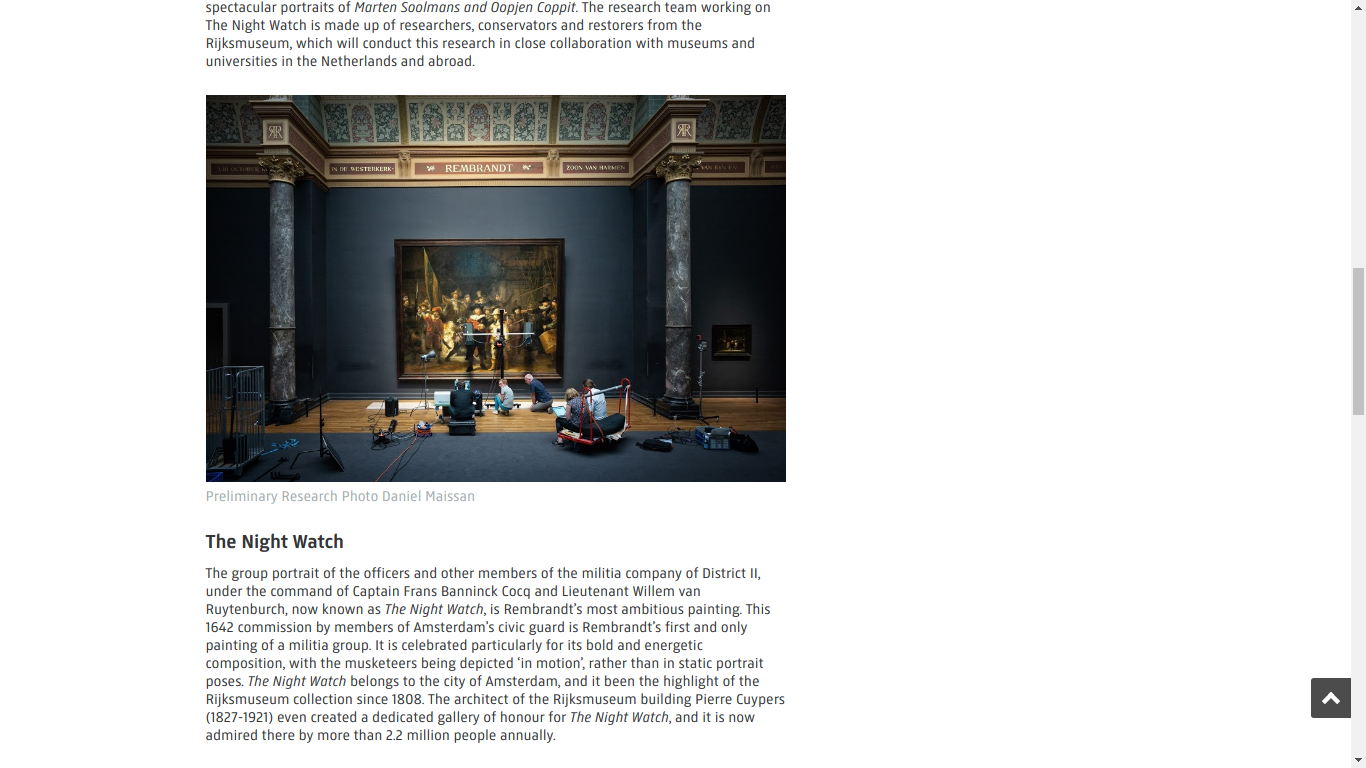 spectacular portraits of Marten Soolmans and Oopjen Coppit. The research team working on
The Night Watch is made up of researchers, conservators and restorers from the
Rijksmuseum, which will conduct this research in close collaboration with museums and
universities in the Netherlands and abroad.
IN DE WESTERKERK·
REMBRANDT
ZOON VAN HARMEN
Preliminary Research Photo Daniel Maissan
The Night Watch
The group portrait of the officers and other members of the militia company of District II,
under the command of Captain Frans Banninck Cocq and Lieutenant Willem van
Ruytenburch, now known as The Night Watch, is Rembrandt’s most ambitious painting. This
1642 commission by members of Amsterdam’s civic guard is Rembrandt’s first and only
painting of a militia group. It is celebrated particularly for its bold and energetic
composition, with the musketeers being depicted ‘in motion’, rather than in static portrait
poses. The Night Watch belongs to the city of Amsterdam, and it been the highlight of the
Rijksmuseum collection since 1808. The architect of the Rijksmuseum building Pierre Cuypers
(1827-1921) even created a dedicated gallery of honour for The Night Watch, and it is now
admired there by more than 2.2 million people annually.